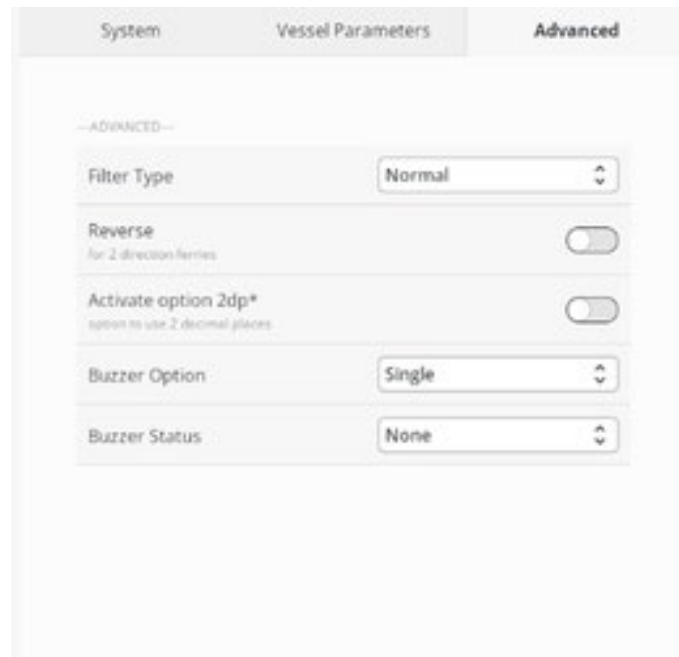 System
Vessel Parameters
Advanced
—ADVANCED—
Filter Type
Normal
Reverse
for 2 direction ferries
Activate option 2dp*
option to use 2 decimal places
Buzzer Option
Single
Buzzer Status
None